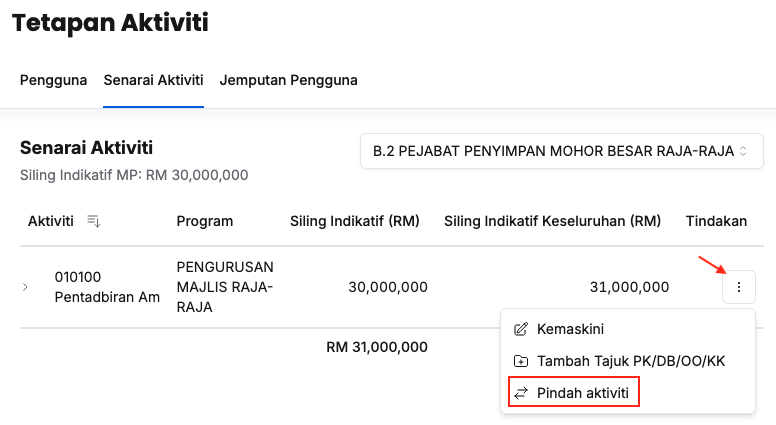 Tetapan Aktiviti
Pengguna Senarai Aktiviti Jemputan Pengguna
Senarai Aktiviti
B.2 PEJABAT PENYIMPAN MOHOR BESAR RAJA-RAJA
Siling Indikatif MP: RM 30,000,000
Aktiviti Program Siling Indikatif (RM) Siling Indikatif Keseluruhan (RM) Tindakan
010100
Pentadbiran Am
PENGURUSAN
MAJLIS RAJA-
RAJA
30,000,000 31,000,000
RM 31,000,000
Kemaskini
Tambah Tajuk PK/DB/OO/KK
Pindah aktiviti